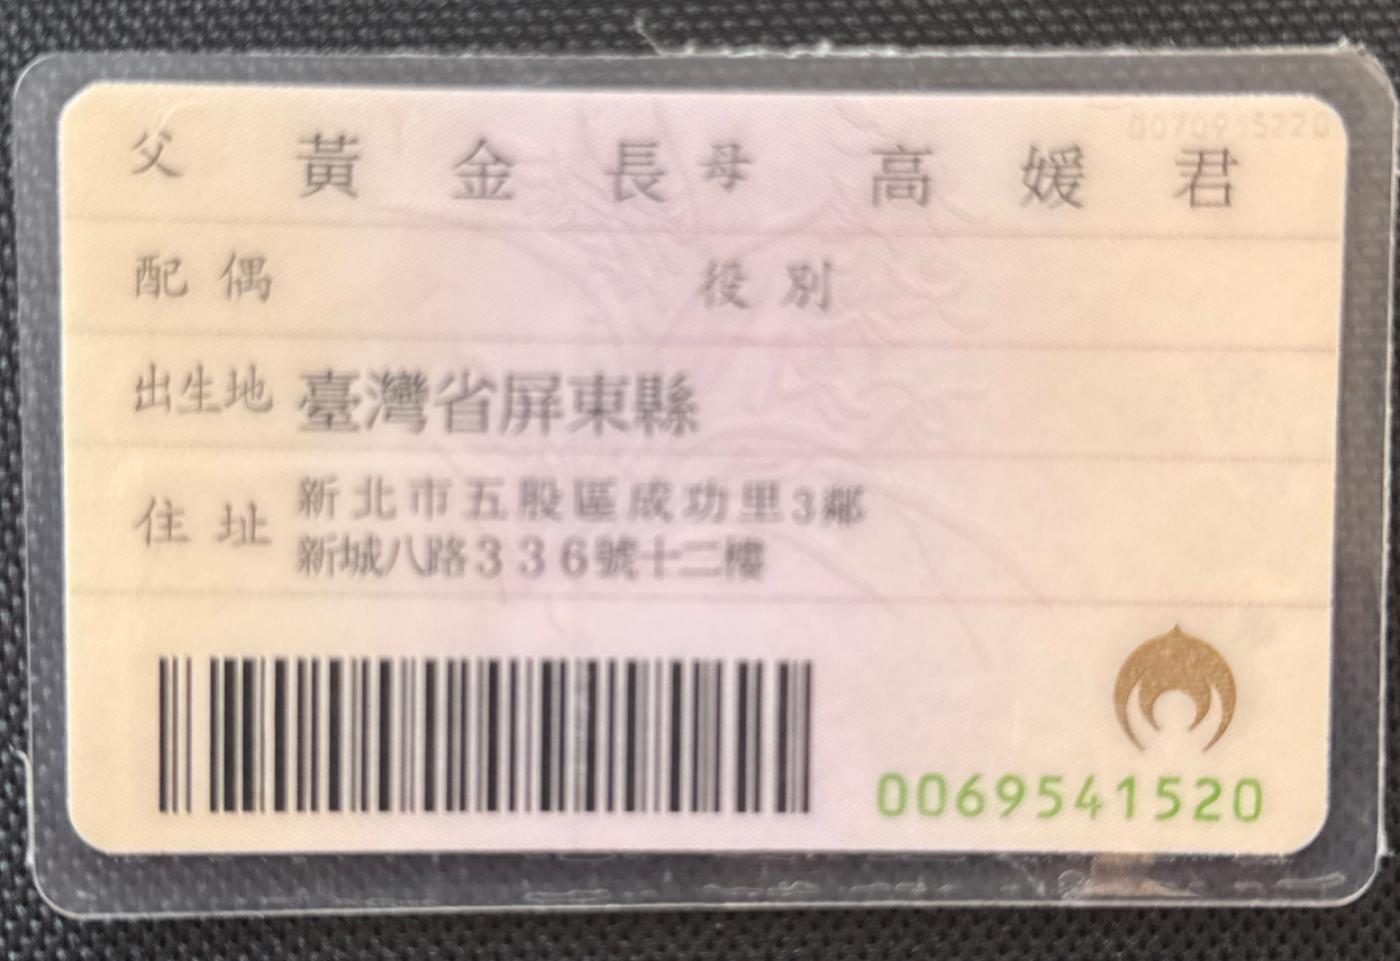 父 黃金長 母 高媛君
配偶 役別
出生地 臺灣省屏東縣
住址 新北市五股區成功里3鄰
新城八路336號十二樓
0069541520